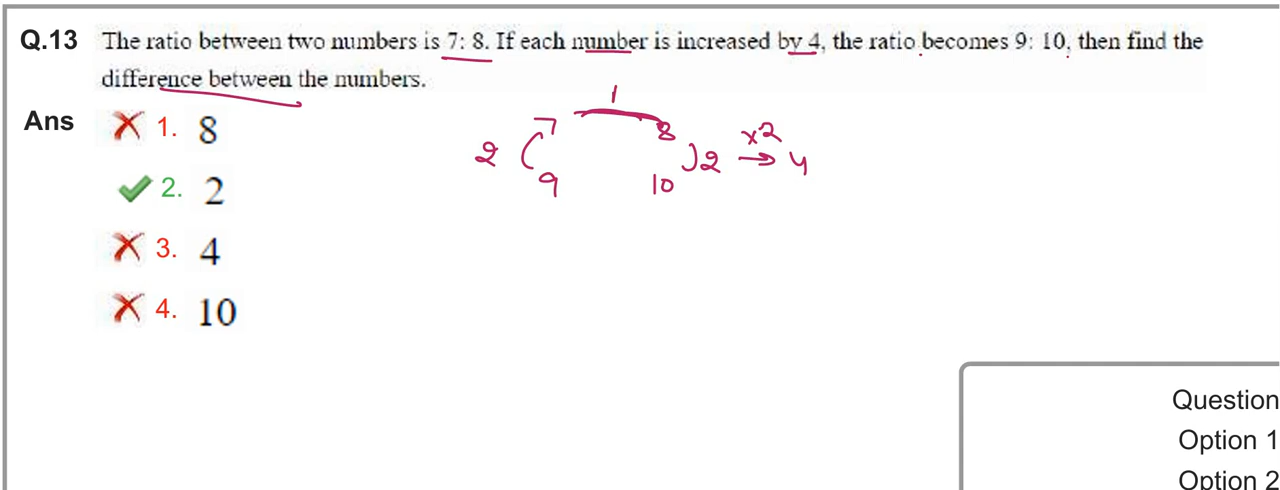 Q.13 The ratio between two numbers is 7: 8. If each number is increased by 4, the ratio becomes 9: 10, then find the
difference between the numbers.
Ans 1. 8
2. 2
3. 4
4. 10
1
7 8
2 2 x2 → 4
9 10
Question
Option 1
Option 2